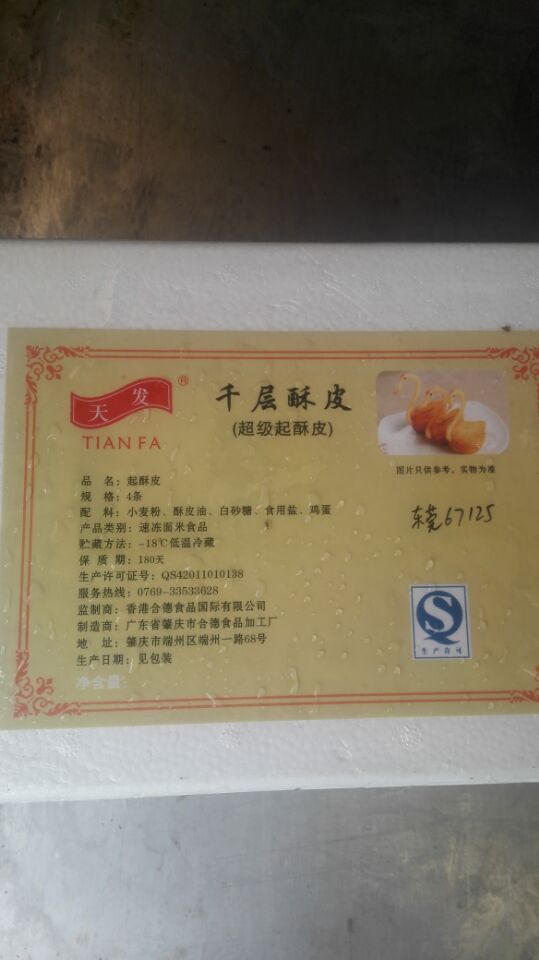 天发®
TIAN FA
千层酥皮
(超级起酥皮)
图片只供参考，实物为准
东莞67125
品 名：起酥皮
规 格：4条
配 料：小麦粉、酥皮油、白砂糖、食用盐、鸡蛋
产品类别：速冻面米食品
贮藏方法：-18℃低温冷藏
保 质 期：180天
生产许可证号：QS42011010138
服务热线：0769-33533628
监制商：香港合德食品国际有限公司
制造商：广东省肇庆市合德食品加工厂
地 址：肇庆市端州区端州一路68号
生产日期：见包装
净含量：
QS
生产许可